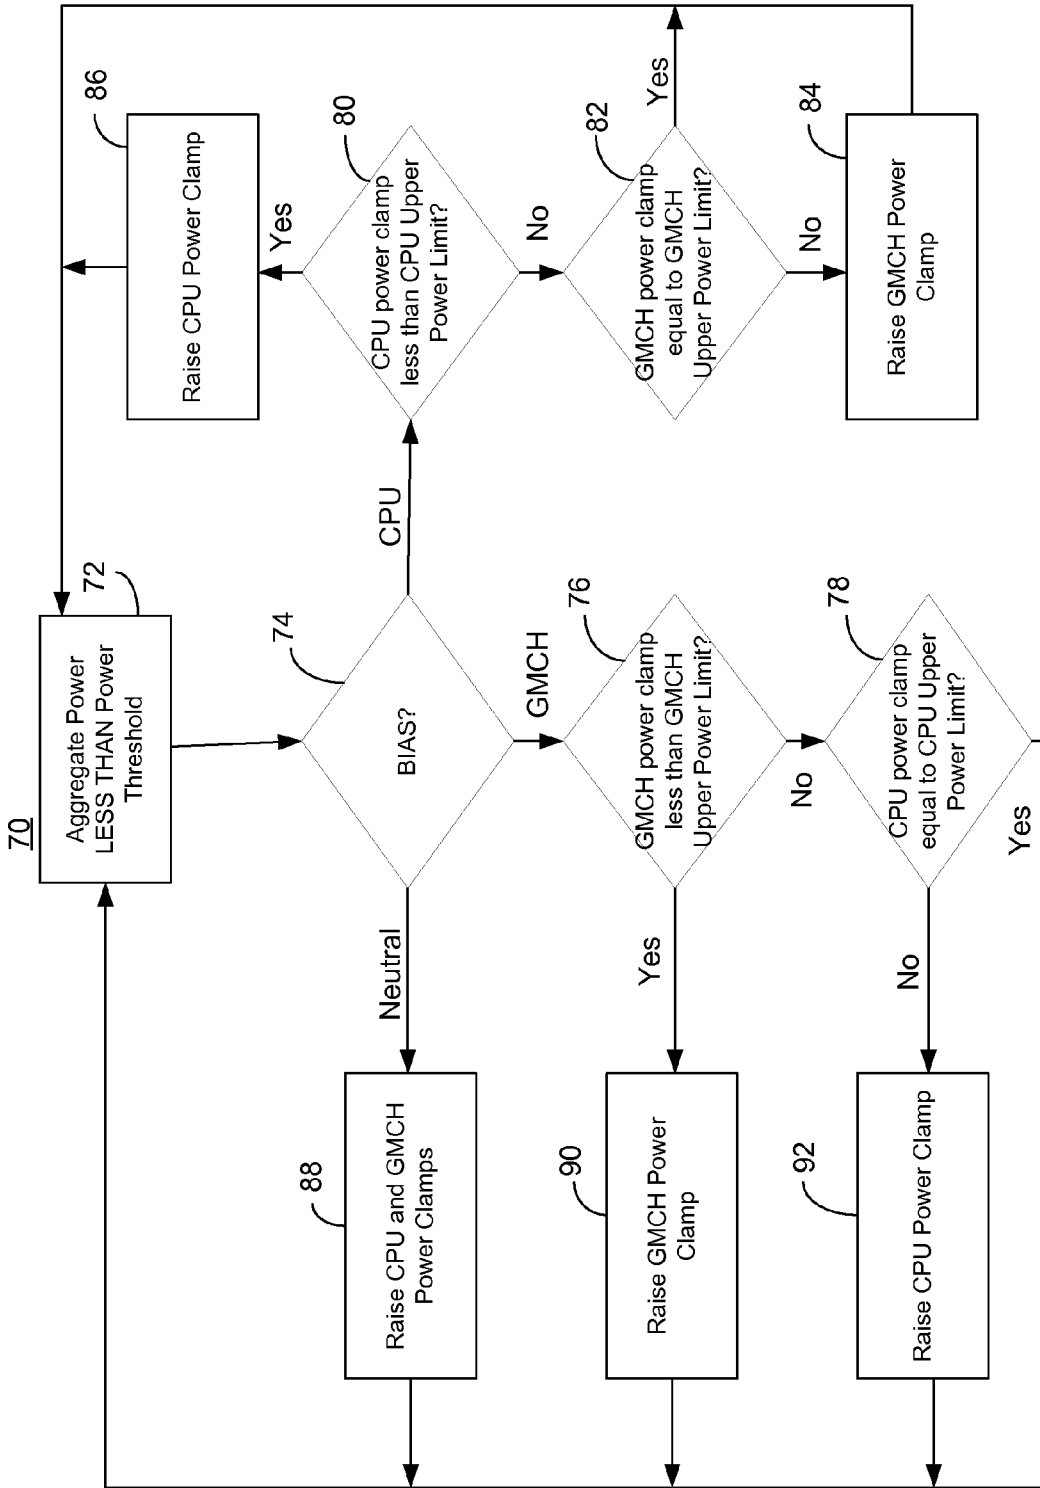 70
Aggregate Power
LESS THAN Power
Threshold
72
BIAS?
74
Neutral
GMCH
CPU
Raise CPU and GMCH
Power Clamps
88
GMCH power clamp
less than GMCH
Upper Power Limit?
76
Yes
No
Raise GMCH Power
Clamp
90
CPU power clamp
equal to CPU Upper
Power Limit?
78
No
Yes
Raise CPU Power Clamp
92
CPU power clamp
less than CPU Upper
Power Limit?
80
Yes
No
Raise CPU Power Clamp
86
GMCH power clamp
equal to GMCH
Upper Power Limit?
82
Yes
No
Raise GMCH Power
Clamp
84